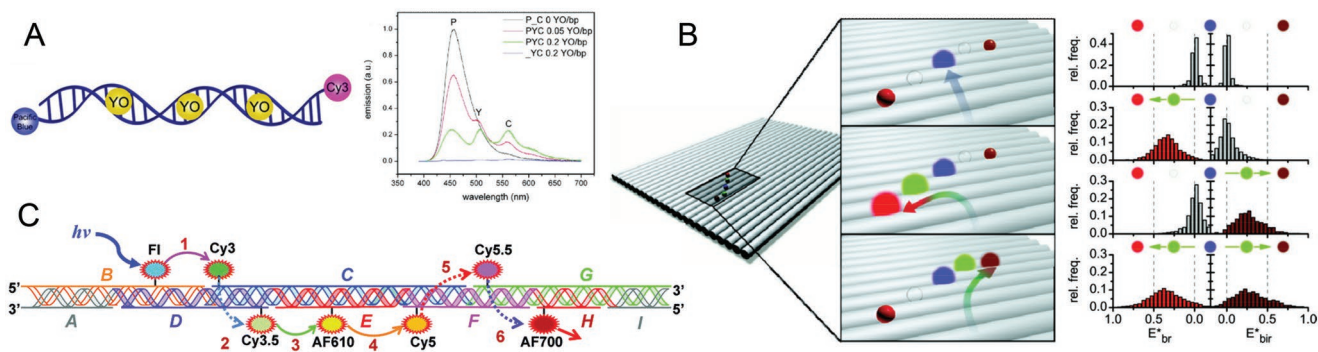 A
Pacific
Blue
YO
YO
YO
Cy3
emission (a.u.)
1.0
0.8
0.6
0.4
0.2
0.0
P
Y
C
P_C 0 YO/bp
PYC 0.05 YO/bp
PYC 0.2 YO/bp
_YC 0.2 YO/bp
350 400 450 500 550 600 650 700
wavelength (nm)
B
rel. freq.
0.4
0.2
0.0
rel. freq.
0.3
0.2
0.1
0.0
rel. freq.
0.3
0.2
0.1
0.0
rel. freq.
0.3
0.2
0.1
0.0
1.0 0.5 0.0 0.0 0.5 1.0
E*br E*bir
C
hν
Fl 1 Cy3
5 Cy5.5
5' B C G 3'
3' A D E F H I 5'
2 Cy3.5 3 AF610 4 Cy5 6 AF700